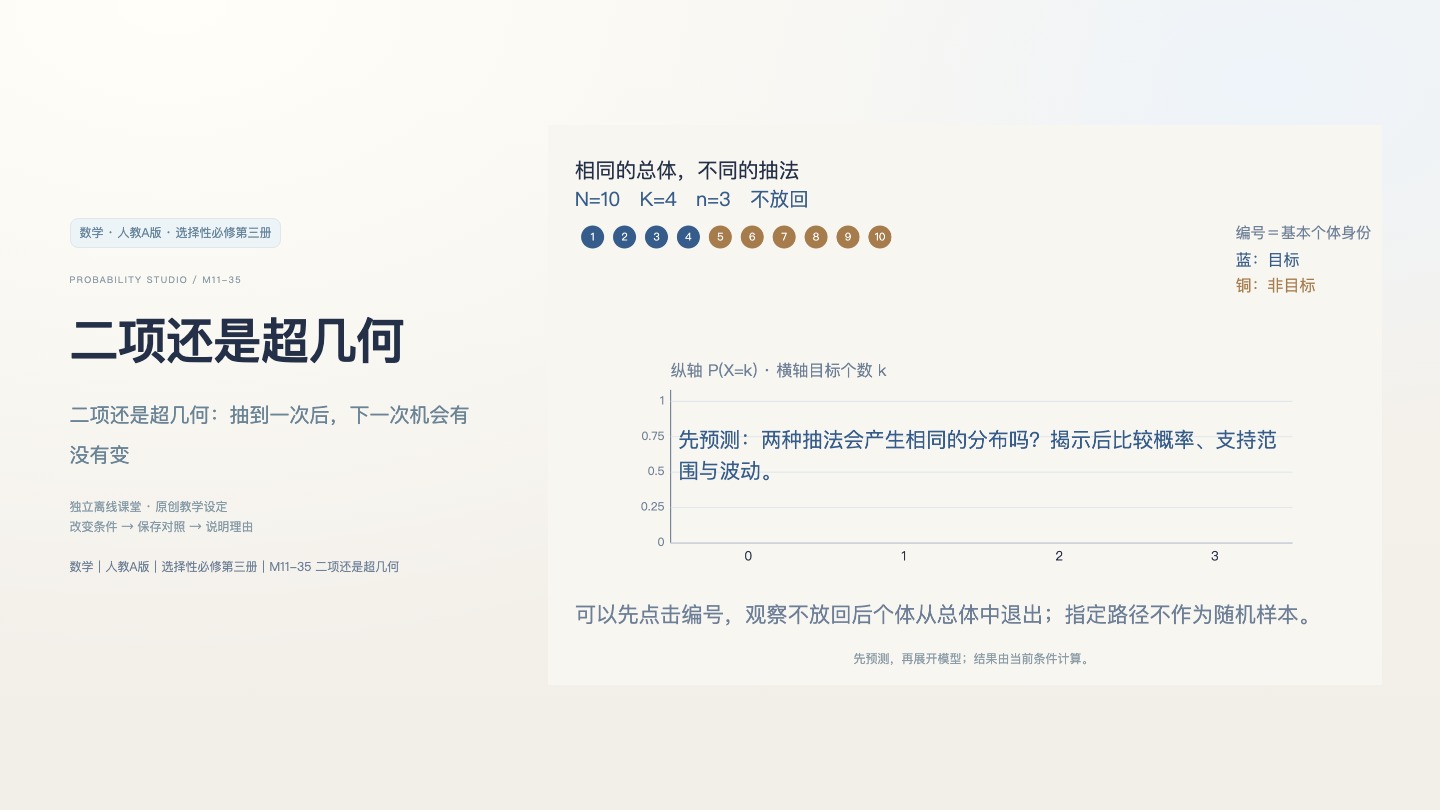 数学 · 人教A版 · 选择性必修第三册
PROBABILITY STUDIO / M11–35
二项还是超几何
二项还是超几何：抽到一次后，下一次机会有
没有变
独立离线课堂 · 原创教学设定
改变条件 → 保存对照 → 说明理由
数学｜人教A版｜选择性必修第三册｜M11–35 二项还是超几何
相同的总体，不同的抽法
N=10 K=4 n=3 不放回
1 2 3 4 5 6 7 8 9 10
编号＝基本个体身份
蓝：目标
铜：非目标
纵轴 P(X=k) · 横轴目标个数 k
1
0.75
0.5
0.25
0
先预测：两种抽法会产生相同的分布吗？揭示后比较概率、支持范
围与波动。
0 1 2 3
可以先点击编号，观察不放回后个体从总体中退出；指定路径不作为随机样本。
先预测，再展开模型；结果由当前条件计算。